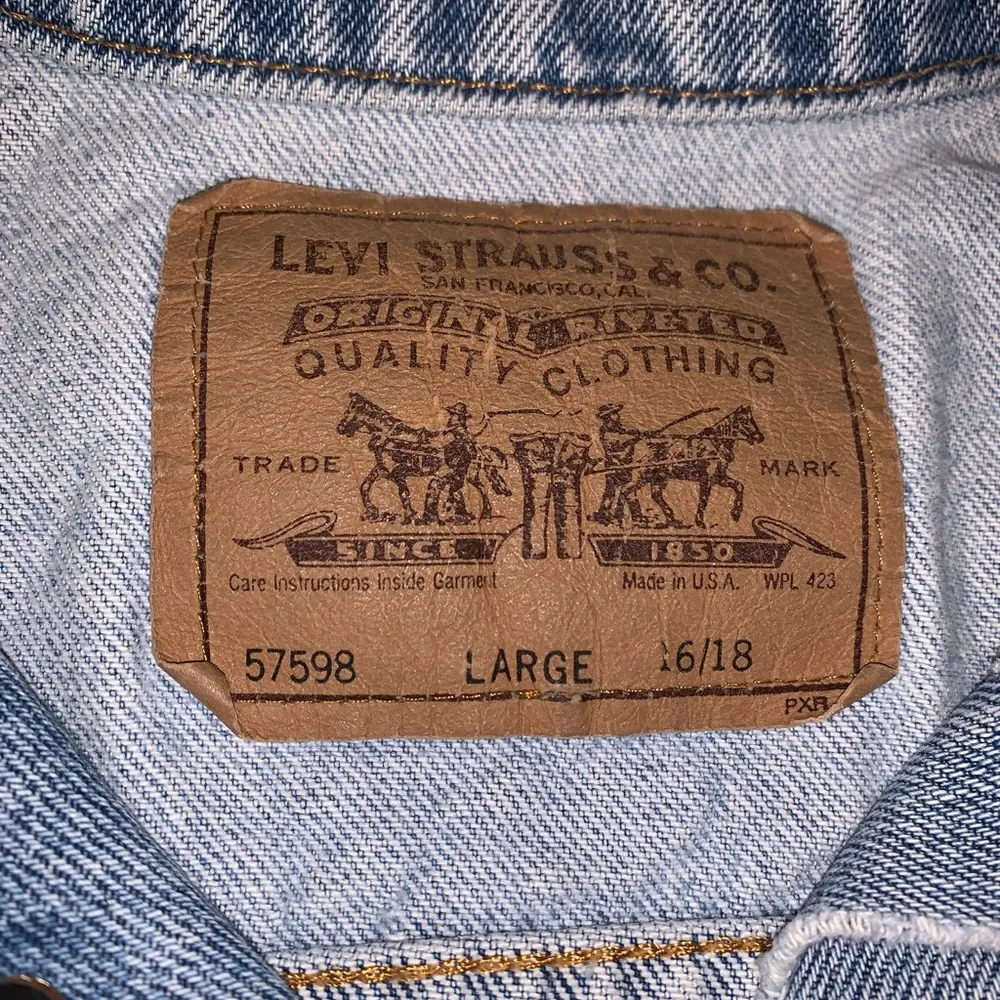 LEVI STRAUSS & CO.
SAN FRANCISCO, CAL.
ORIGINAL RIVETED
QUALITY CLOTHING
TRADE MARK
SINCE 1850
Care Instructions Inside Garment Made in U.S.A. WPL 423
57598 LARGE 16/18
PXR